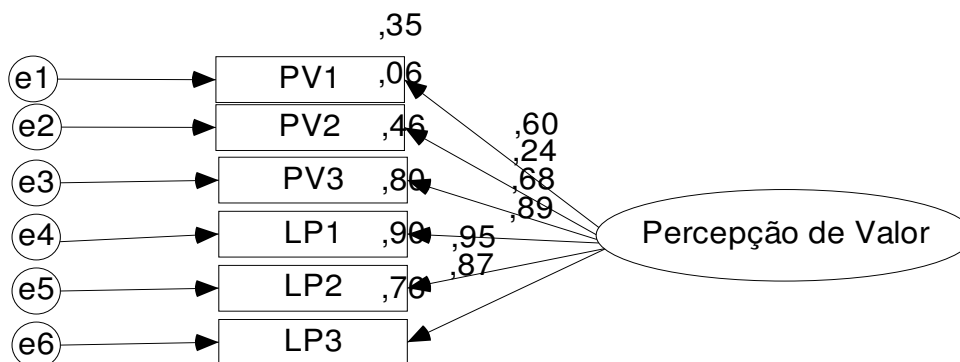 ,35
e1 PV1 ,06
e2 PV2 ,46 ,60
,24
e3 PV3 ,80 ,68
,89
e4 LP1 ,90 ,95 Percepção de Valor
,87
e5 LP2 ,76
e6 LP3